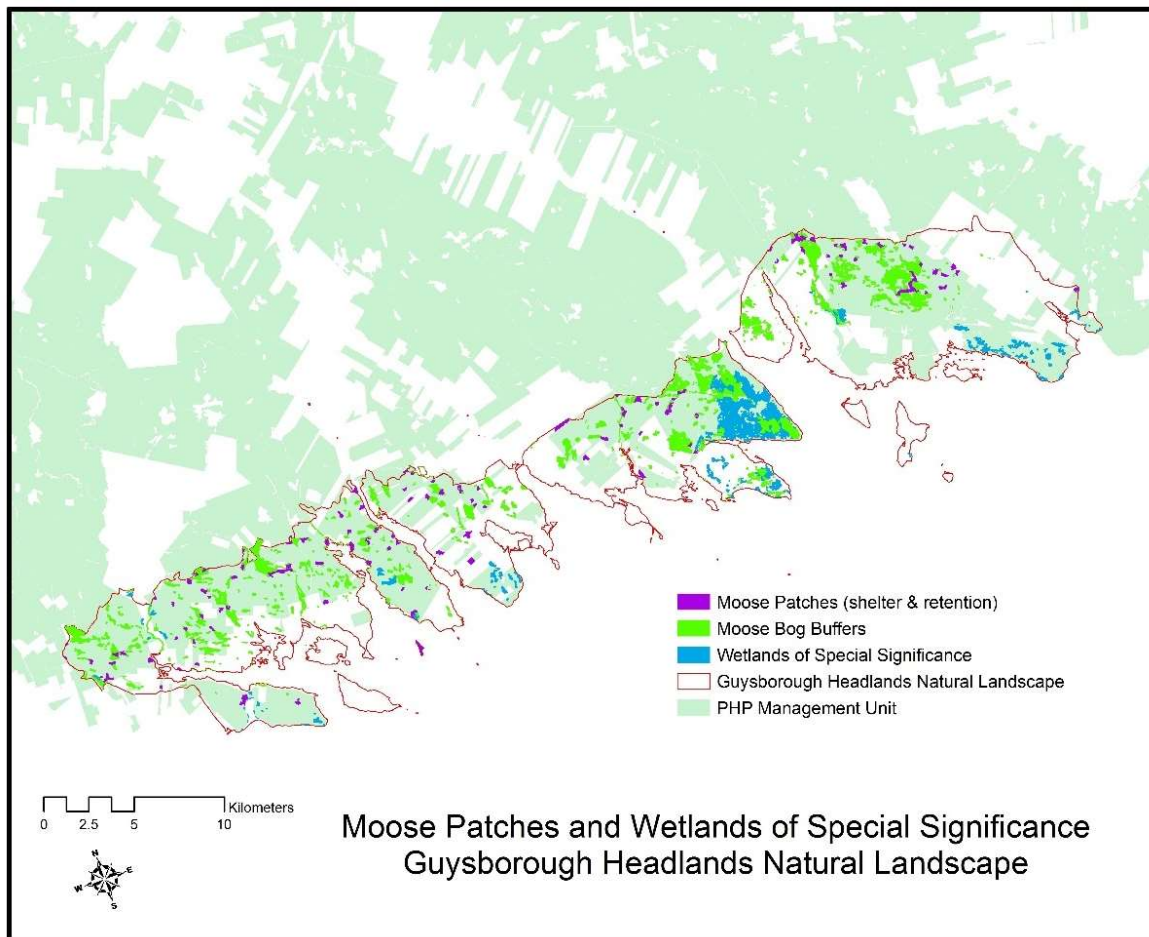 Moose Patches (shelter & retention)
Moose Bog Buffers
Wetlands of Special Significance
Guysborough Headlands Natural Landscape
PHP Management Unit
Kilometers
0 2.5 5 10
N
W E
S
Moose Patches and Wetlands of Special Significance
Guysborough Headlands Natural Landscape